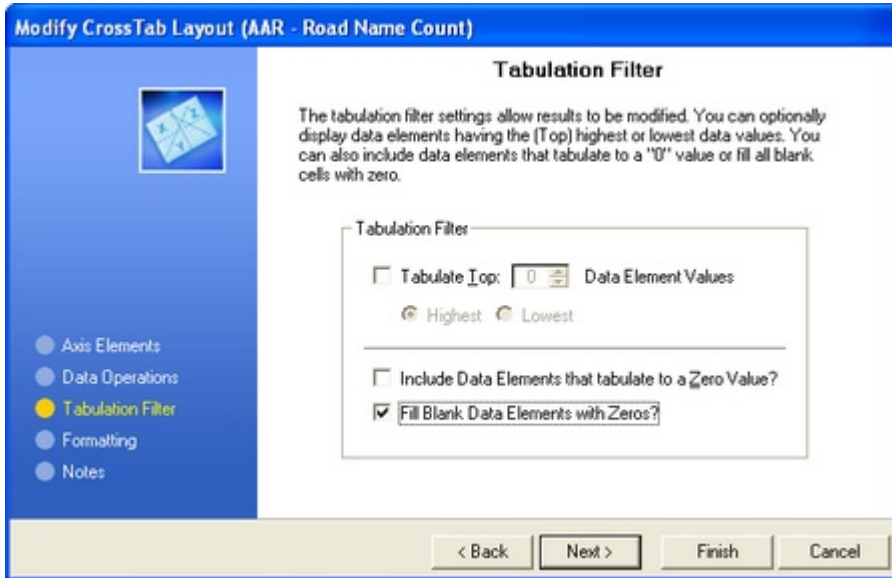 Modify CrossTab Layout (AAR - Road Name Count)
Tabulation Filter
The tabulation filter settings allow results to be modified. You can optionally
display data elements having the (Top) highest or lowest data values. You
can also include data elements that tabulate to a "0" value or fill all blank
cells with zero.
X
Z
Y
Tabulation Filter
Tabulate Top: 0 Data Element Values
Highest Lowest
Include Data Elements that tabulate to a Zero Value?
Fill Blank Data Elements with Zeros?
Axis Elements
Data Operations
Tabulation Filter
Formatting
Notes
< Back Next > Finish Cancel